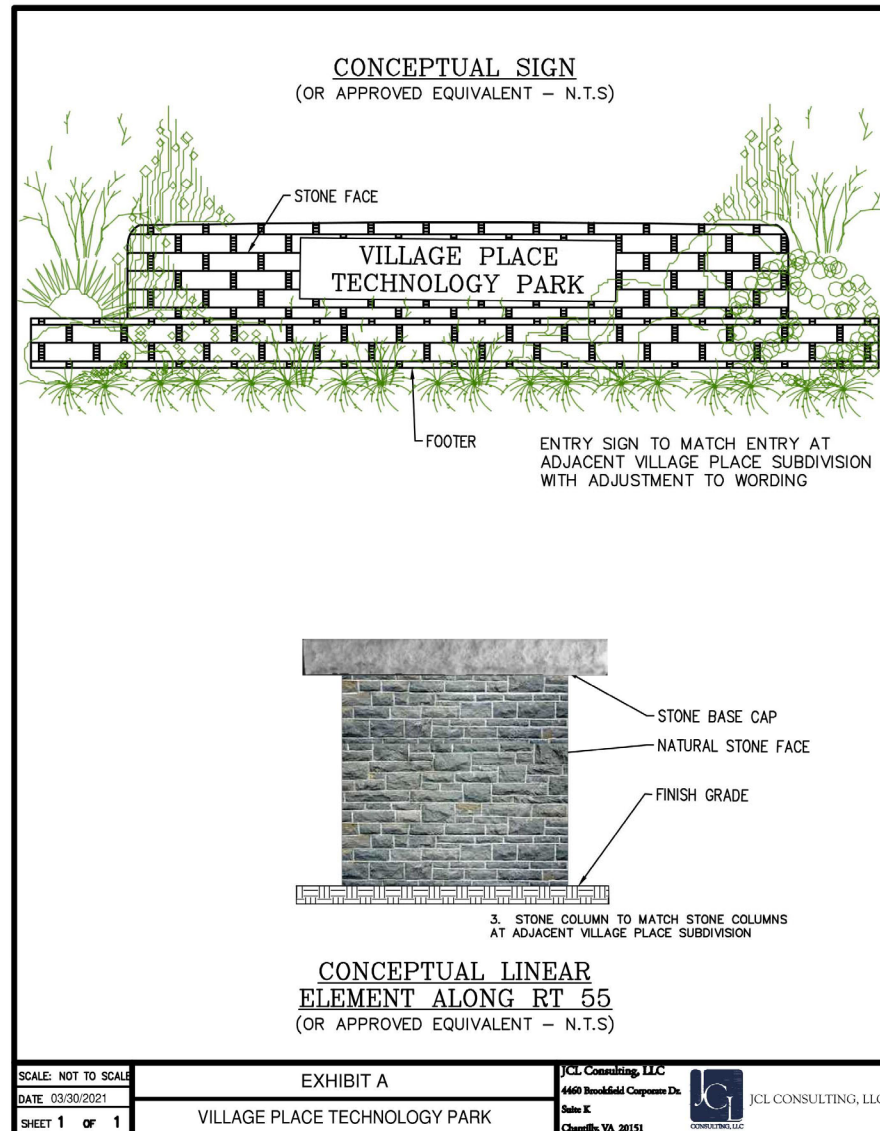 CONCEPTUAL SIGN
(OR APPROVED EQUIVALENT – N.T.S)
STONE FACE
VILLAGE PLACE
TECHNOLOGY PARK
FOOTER
ENTRY SIGN TO MATCH ENTRY AT
ADJACENT VILLAGE PLACE SUBDIVISION
WITH ADJUSTMENT TO WORDING
STONE BASE CAP
NATURAL STONE FACE
FINISH GRADE
3. STONE COLUMN TO MATCH STONE COLUMNS
AT ADJACENT VILLAGE PLACE SUBDIVISION
CONCEPTUAL LINEAR
ELEMENT ALONG RT 55
(OR APPROVED EQUIVALENT – N.T.S)
SCALE: NOT TO SCALE
DATE 03/30/2021
SHEET 1 OF 1
EXHIBIT A
VILLAGE PLACE TECHNOLOGY PARK
JCL Consulting, LLC
4460 Brookfield Corporate Dr.
Suite K
Chantilly, VA 20151
JCL
CONSULTING, LLC
JCL CONSULTING, LLC